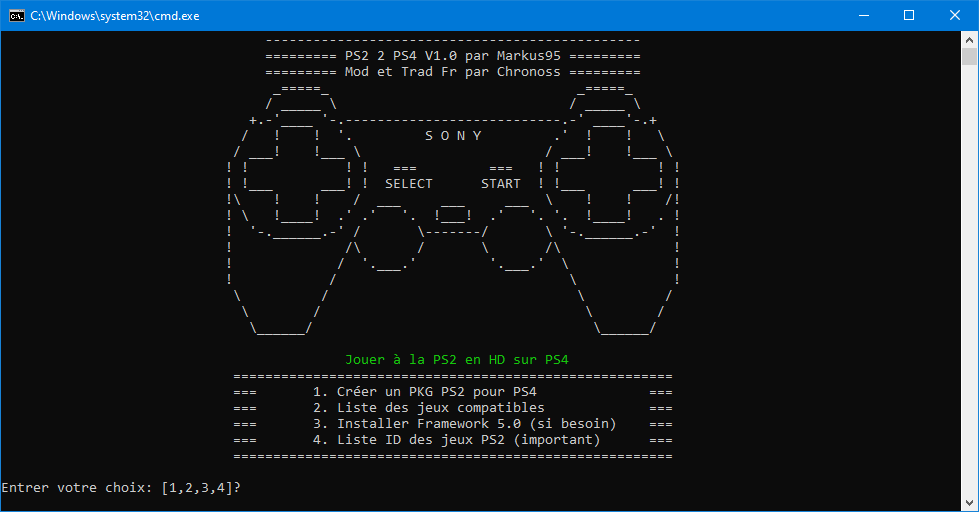 C:\Windows\system32\cmd.exe
========= PS2 2 PS4 V1.0 par Markus95 =========
========= Mod et Trad Fr par Chronoss =========
S O N Y
SELECT START
Jouer à la PS2 en HD sur PS4
=== 1. Créer un PKG PS2 pour PS4 ===
=== 2. Liste des jeux compatibles ===
=== 3. Installer Framework 5.0 (si besoin) ===
=== 4. Liste ID des jeux PS2 (important) ===
Entrer votre choix: [1,2,3,4]?